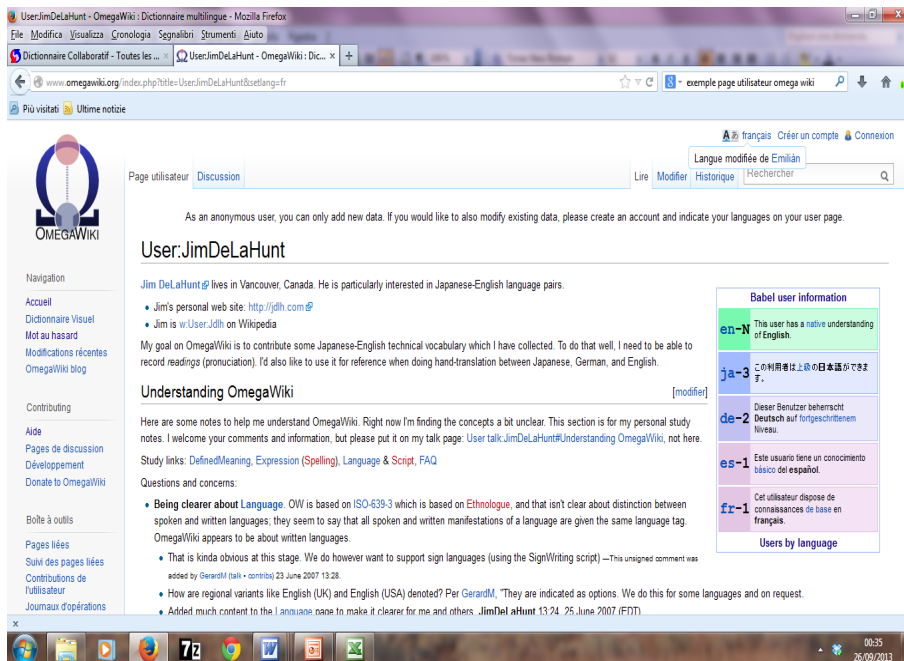 User:JimDeLaHunt - OmegaWiki : Dictionnaire multilingue - Mozilla Firefox
File Modifica Visualizza Cronologia Segnalibri Strumenti Aiuto
Dictionnaire Collaboratif - Toutes les ... × User:JimDeLaHunt - OmegaWiki : Dic... × +
www.omegawiki.org/index.php?title=User:JimDeLaHunt&setlang=fr exemple page utilisateur omega wiki
Più visitati Ultime notizie
français Créer un compte Connexion
Langue modifiée de Emiliàn
Page utilisateur Discussion Lire Modifier Historique Rechercher
OMEGAWIKI
As an anonymous user, you can only add new data. If you would like to also modify existing data, please create an account and indicate your languages on your user page.
User:JimDeLaHunt
Navigation
Accueil
Dictionnaire Visuel
Mot au hasard
Modifications récentes
OmegaWiki blog
Contributing
Aide
Pages de discussion
Développement
Donate to OmegaWiki
Boîte à outils
Pages liées
Suivi des pages liées
Contributions de
l'utilisateur
Journaux d'opérations
Jim DeLaHunt lives in Vancouver, Canada. He is particularly interested in Japanese-English language pairs.
• Jim's personal web site: http://jdlh.com
• Jim is w:User:Jdlh on Wikipedia
My goal on OmegaWiki is to contribute some Japanese-English technical vocabulary which I have collected. To do that well, I need to be able to
record readings (pronuciation). I'd also like to use it for reference when doing hand-translation between Japanese, German, and English.
Understanding OmegaWiki [modifier]
Here are some notes to help me understand OmegaWiki. Right now I'm finding the concepts a bit unclear. This section is for my personal study
notes. I welcome your comments and information, but please put it on my talk page: User talk:JimDeLaHunt#Understanding OmegaWiki, not here.
Study links: DefinedMeaning, Expression (Spelling), Language & Script, FAQ
Questions and concerns:
• Being clearer about Language. OW is based on ISO-639-3 which is based on Ethnologue, and that isn't clear about distinction between
spoken and written languages; they seem to say that all spoken and written manifestations of a language are given the same language tag.
OmegaWiki appears to be about written languages.
• That is kinda obvious at this stage. We do however want to support sign languages (using the SignWriting script) —This unsigned comment was
added by GerardM (talk • contribs) 23 June 2007 13:28.
• How are regional variants like English (UK) and English (USA) denoted? Per GerardM, "They are indicated as options. We do this for some languages and on request.
• Added much content to the Language page to make it clearer for me and others. JimDeLaHunt 13:24, 25 June 2007 (EDT)
Babel user information
en-N This user has a native understanding
of English.
ja-3 この利用者は上級の日本語ができま
す。
de-2 Dieser Benutzer beherrscht
Deutsch auf fortgeschrittenem
Niveau.
es-1 Este usuario tiene un conocimiento
básico del español.
fr-1 Cet utilisateur dispose de
connaissances de base en
français.
Users by language
x
00:35
26/09/2013